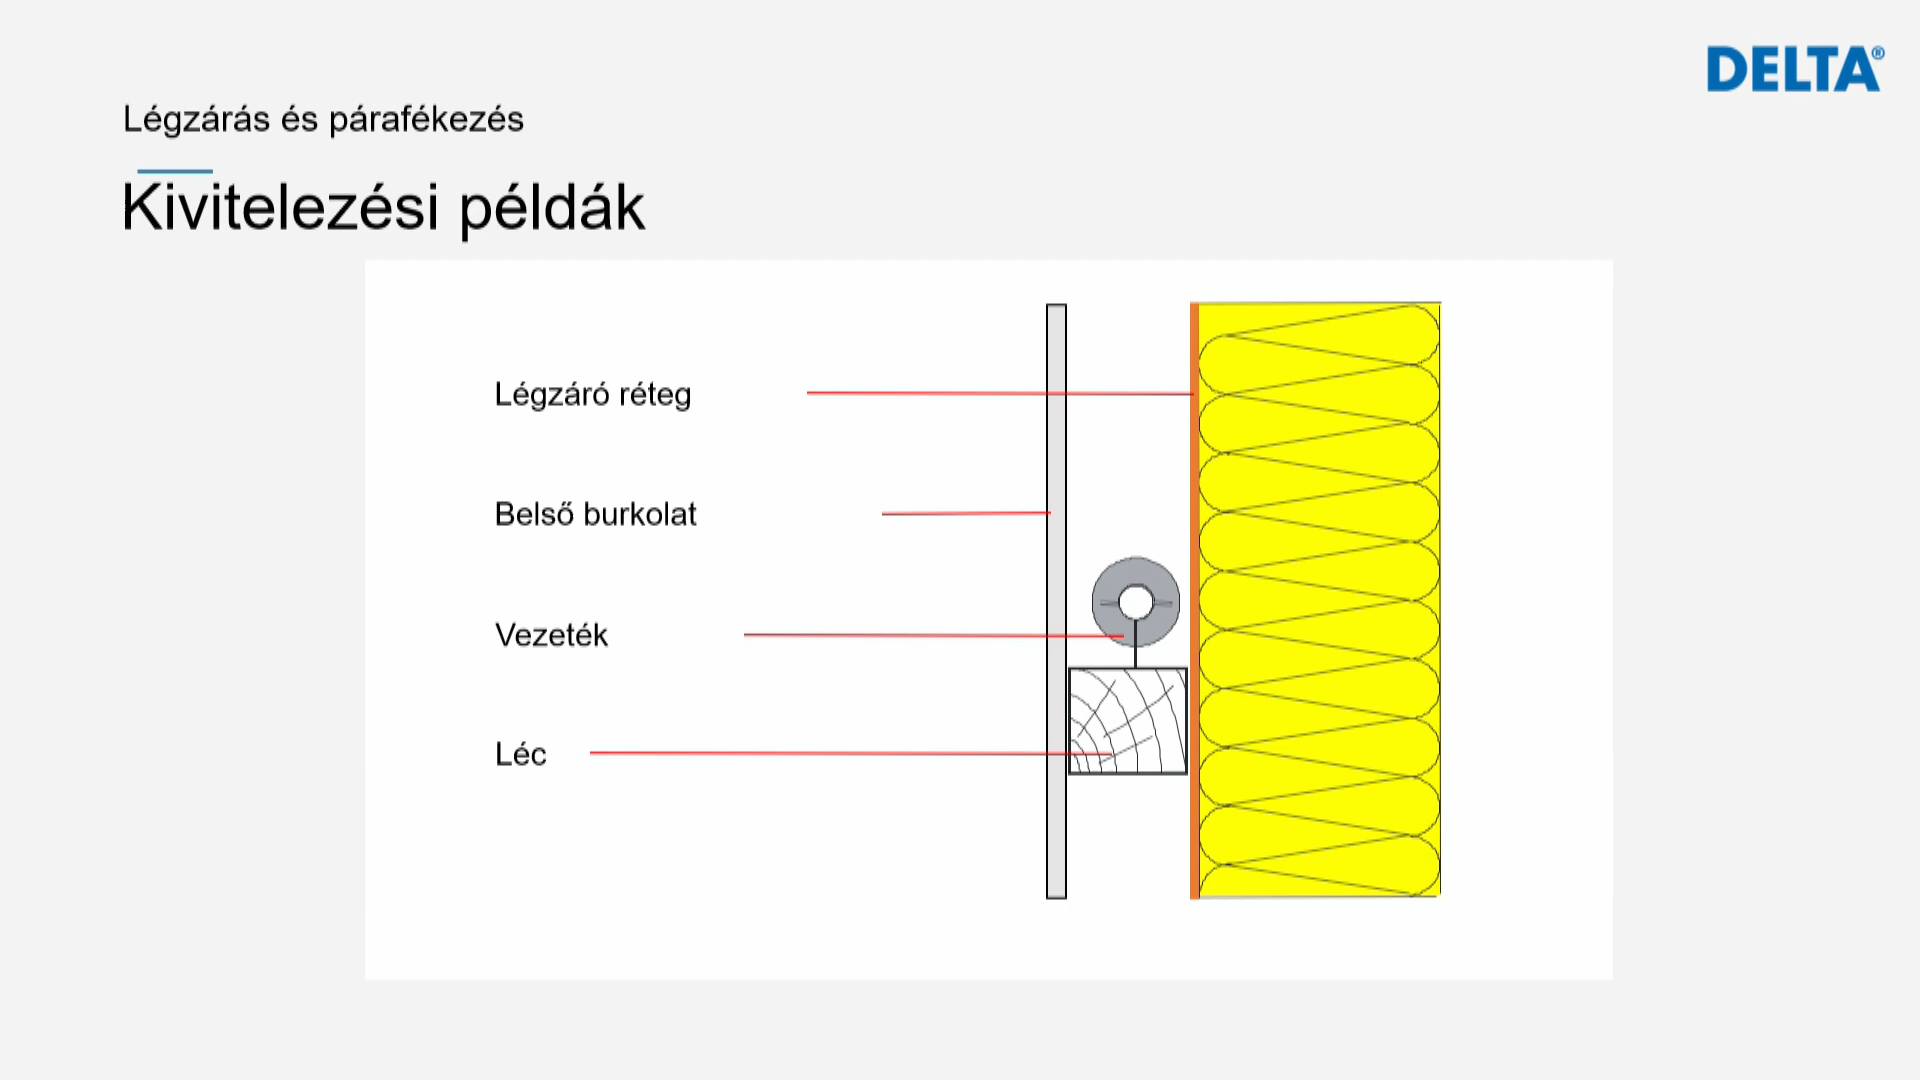 DELTA®
Légzárás és párafékezés
Kivitelezési példák
Légzáró réteg
Belső burkolat
Vezeték
Léc